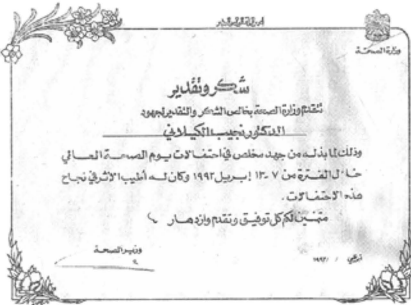 وزارة الصحة
شكر وتقدير
تتقدم وزارة الصحة بخالص الشكر والتقدير لجهود
الدكتور نجيب الكيلاني
وذلك لما بذله من جهد مخلص في احتفالات يوم الصحة العالمي
خلال الفترة من ٧-١٣ إبريل ١٩٩٢ وكان له أطيب الأثر في نجاح
هذه الاحتفالات.
متمنين لكم كل توفيق وتقدم وازدهار
وزير الصحة